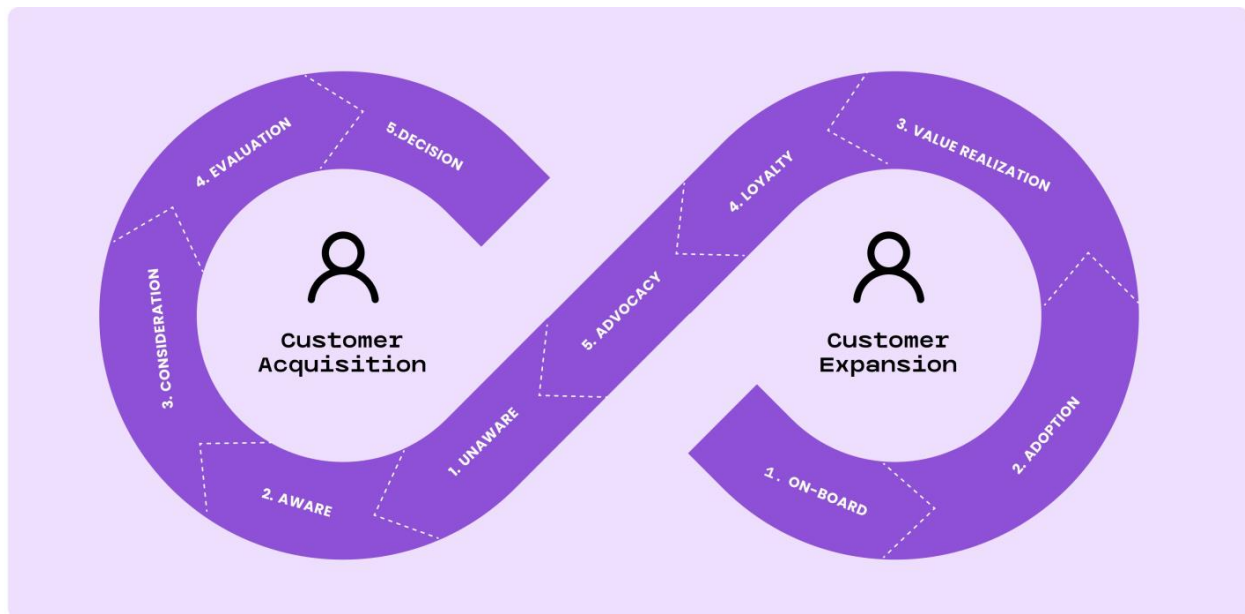 Customer
Acquisition
1. UNAWARE
2. AWARE
3. CONSIDERATION
4. EVALUATION
5.DECISION
Customer
Expansion
1. ON-BOARD
2. ADOPTION
3. VALUE REALIZATION
4. LOYALTY
5. ADVOCACY